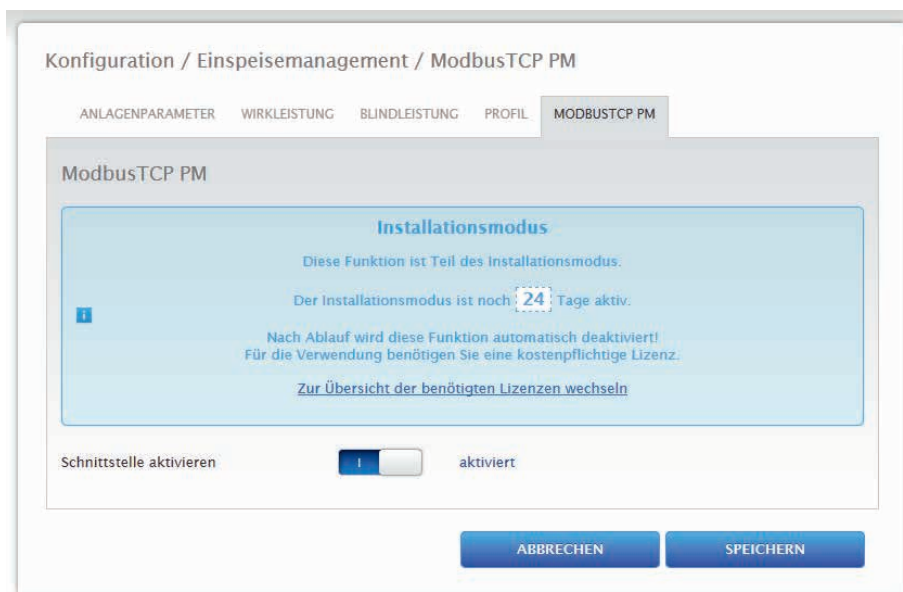 Konfiguration / Einspeisemanagement / ModbusTCP PM
ANLAGENPARAMETER WIRKLEISTUNG BLINDLEISTUNG PROFIL MODBUSTCP PM
ModbusTCP PM
Installationsmodus
Diese Funktion ist Teil des Installationsmodus.
Der Installationsmodus ist noch 24 Tage aktiv.
i
Nach Ablauf wird diese Funktion automatisch deaktiviert!
Für die Verwendung benötigen Sie eine kostenpflichtige Lizenz.
Zur Übersicht der benötigten Lizenzen wechseln
Schnittstelle aktivieren I aktiviert
ABBRECHEN SPEICHERN